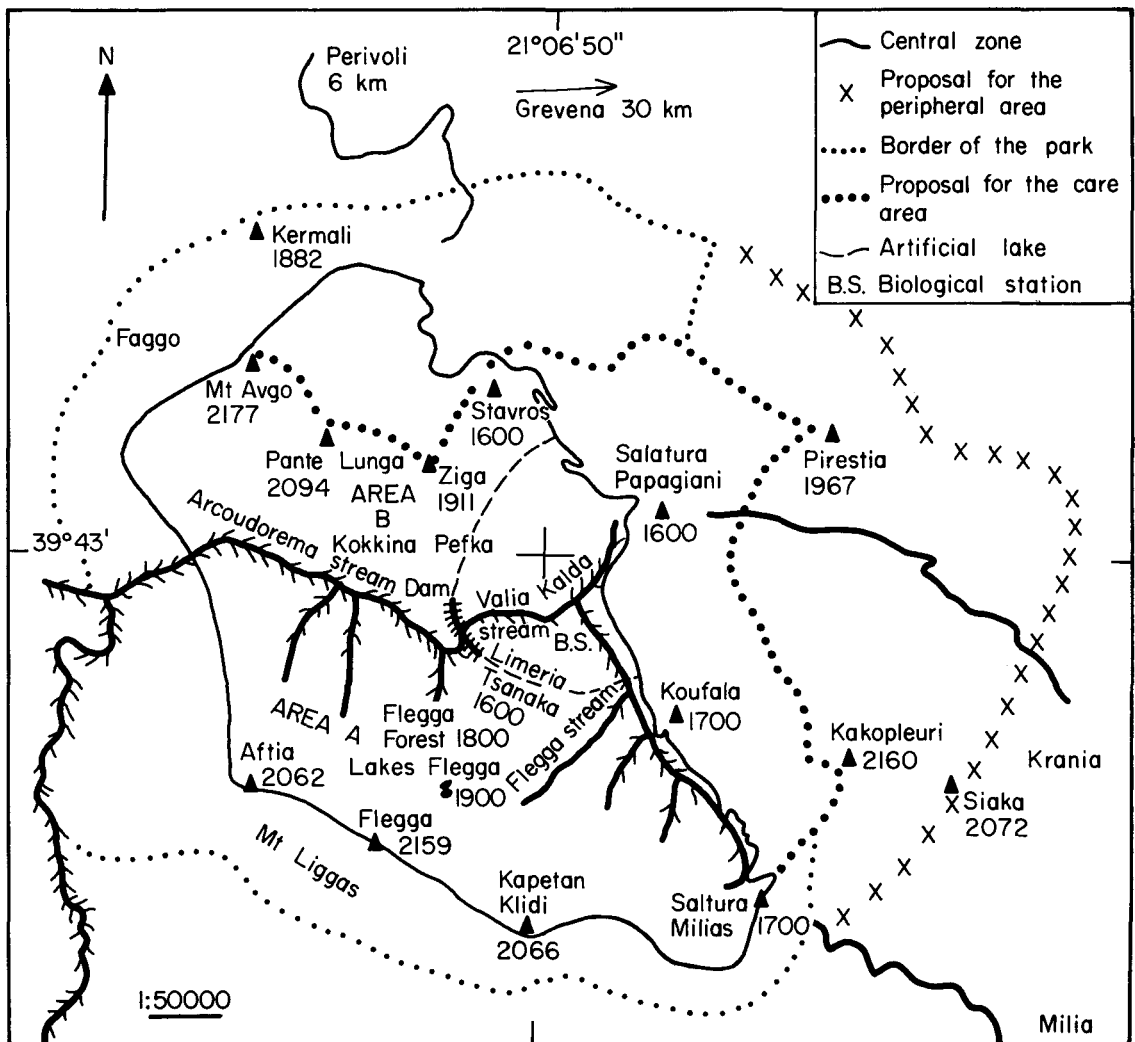 N
Perivoli
6 km
21°06'50"
Grevena 30 km
Central zone
Proposal for the
peripheral area
Border of the park
Proposal for the care
area
Artificial lake
B.S. Biological station
Kermali
1882
Faggo
Mt Avgo
2177
Stavros
1600
Pante
2094
Lunga
Ziga
1911
AREA
B
Salatura
Papagiani
1600
Pirestia
1967
39°43'
Arcoudorema
stream
Kokkina Pefka
Dam
Valia Kalda
stream
B.S.
Limeria
Tsanaka
1600
AREA A
Flegga
Forest 1800
Flegga stream
Koufala
1700
Kakopleuri
2160
Krania
Siaka
2072
Aftia
2062
Lakes Flegga
1900
Flegga
2159
Mt Liggas
Kapetan
Klidi
2066
Saltura
Milias
1700
1:50000
Milia